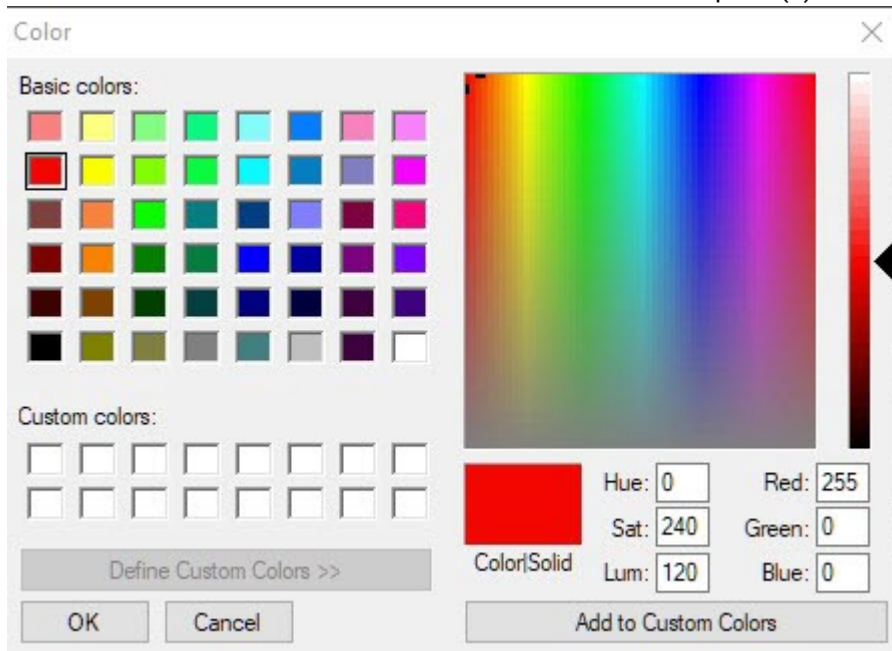 Color
Basic colors:
Custom colors:
Define Custom Colors >>
OK
Cancel
Color|Solid
Hue: 0
Sat: 240
Lum: 120
Red: 255
Green: 0
Blue: 0
Add to Custom Colors